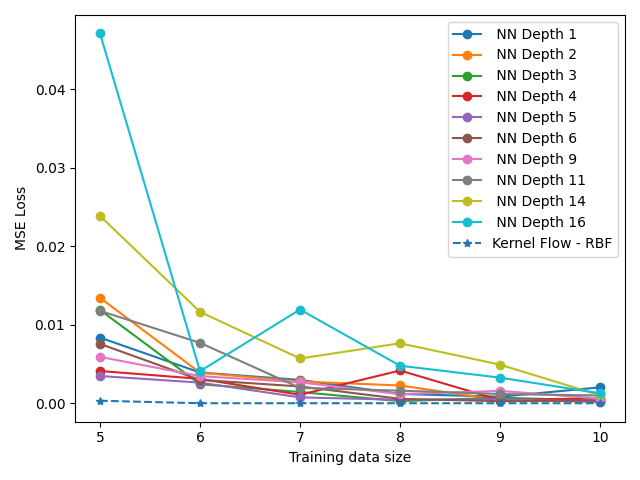 NN Depth 1
NN Depth 2
NN Depth 3
NN Depth 4
NN Depth 5
NN Depth 6
NN Depth 9
NN Depth 11
NN Depth 14
NN Depth 16
Kernel Flow - RBF
MSE Loss
0.04
0.03
0.02
0.01
0.00
5 6 7 8 9 10
Training data size